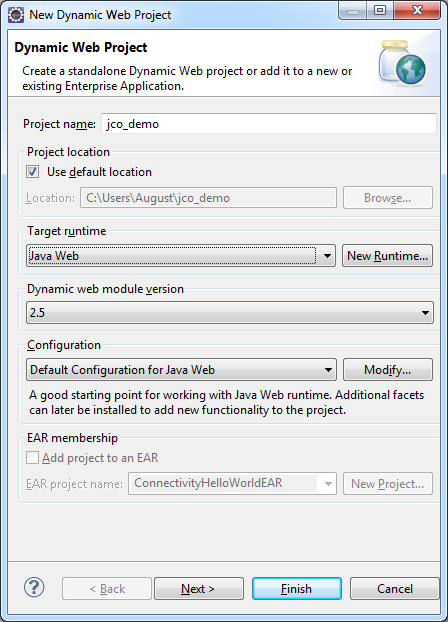 New Dynamic Web Project
Dynamic Web Project
Create a standalone Dynamic Web project or add it to a new or
existing Enterprise Application.
Project name: jco_demo
Project location
Use default location
Location: C:\Users\August\jco_demo Browse...
Target runtime
Java Web New Runtime...
Dynamic web module version
2.5
Configuration
Default Configuration for Java Web Modify...
A good starting point for working with Java Web runtime. Additional facets
can later be installed to add new functionality to the project.
EAR membership
Add project to an EAR
EAR project name: ConnectivityHelloWorldEAR New Project...
? < Back Next > Finish Cancel